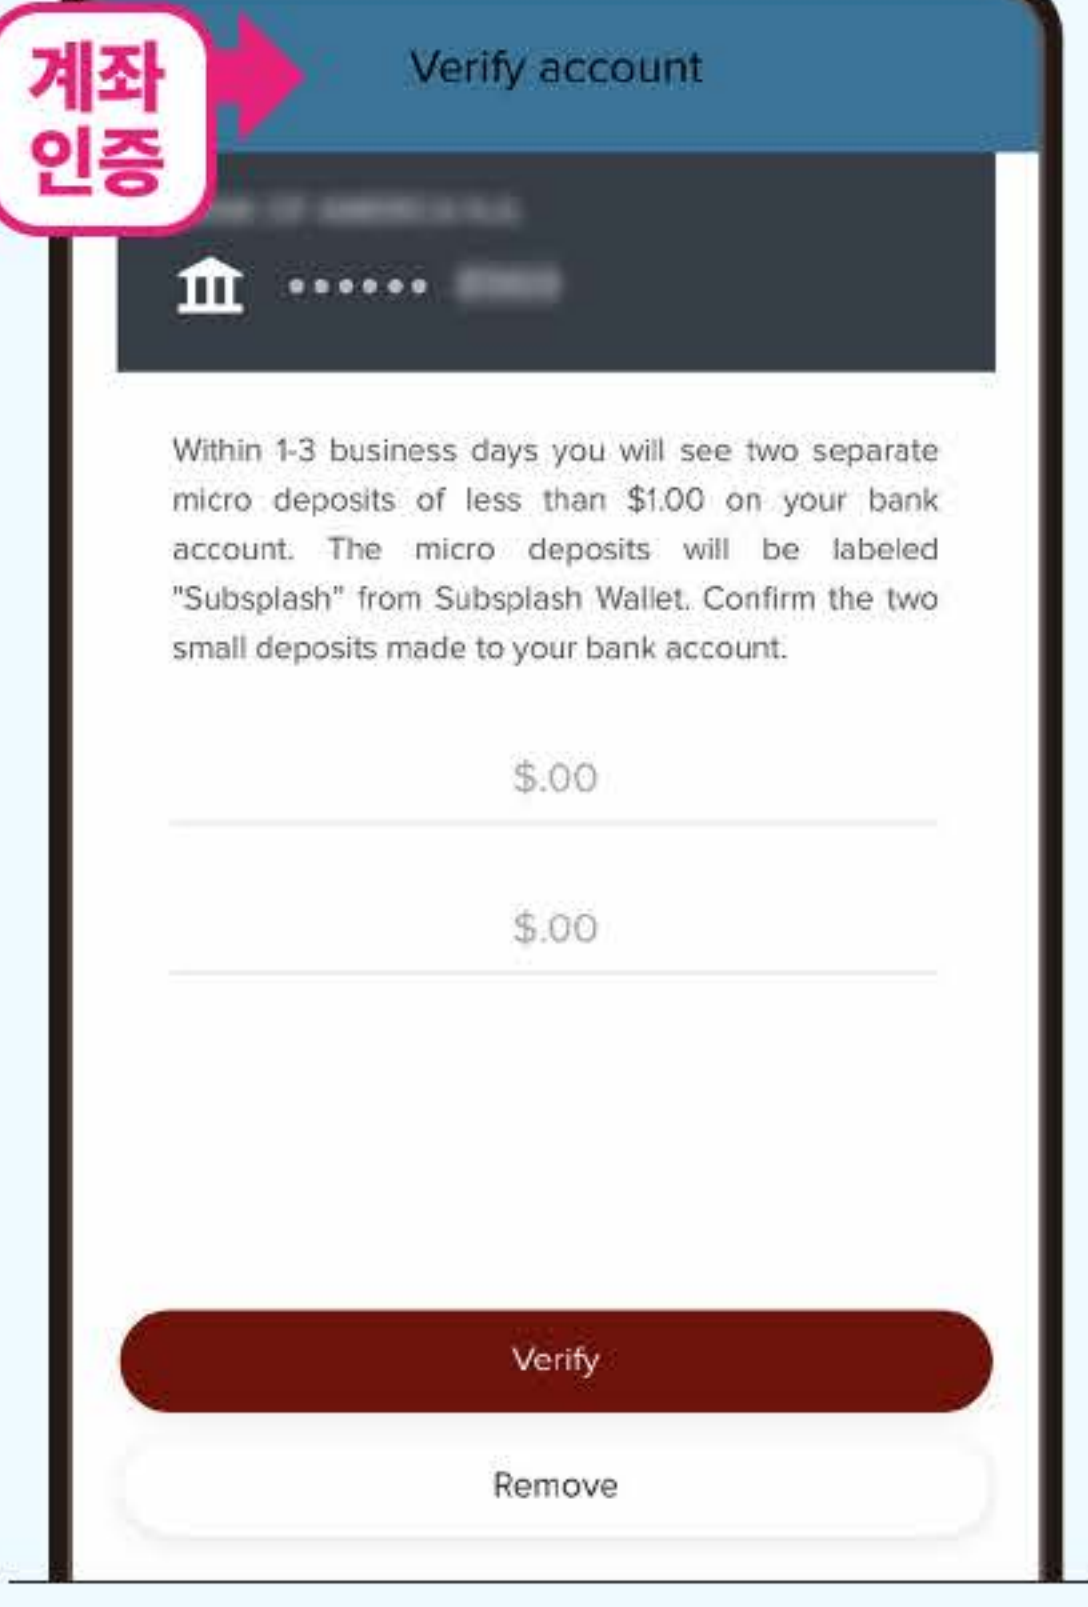 계좌
인증
Verify account
Within 1-3 business days you will see two separate
micro deposits of less than $1.00 on your bank
account. The micro deposits will be labeled
"Subsplash" from Subsplash Wallet. Confirm the two
small deposits made to your bank account.
$.00
$.00
Verify
Remove